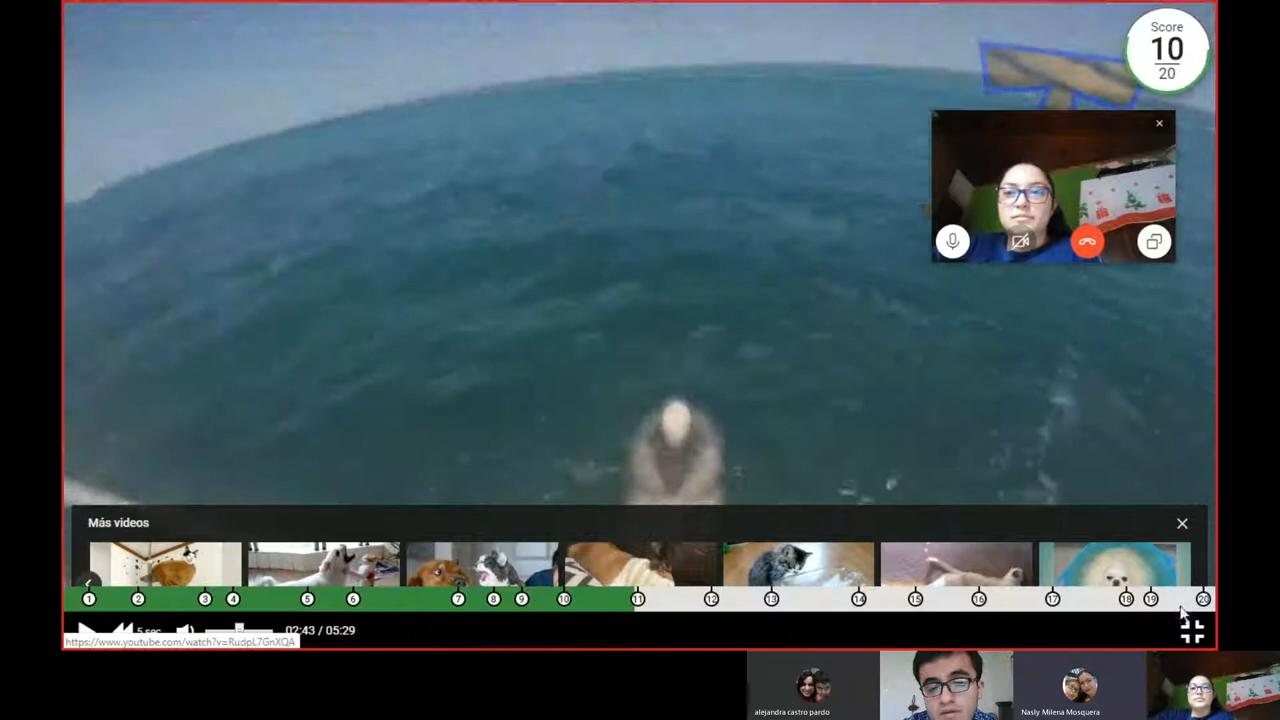 Score
10
20
Más videos
1 2 3 4 5 6 7 8 9 10 11 12 13 14 15 16 17 18 19 20
5 sec
02:43 / 05:29
https://www.youtube.com/watch?v=RudpL7GnXQA
alejandra castro pardo
Nasly Milena Mosquera